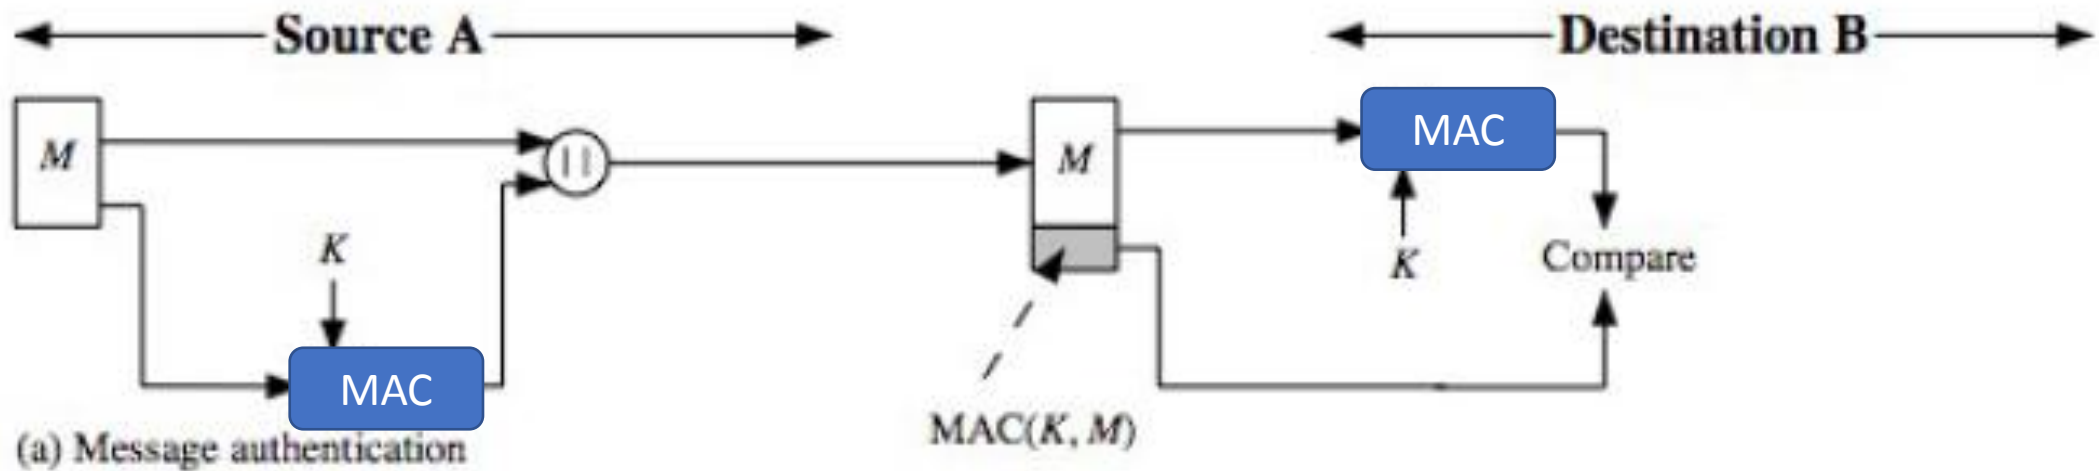 Source A
Destination B
M
||
K
MAC
M
MAC(K, M)
MAC
K
Compare
(a) Message authentication